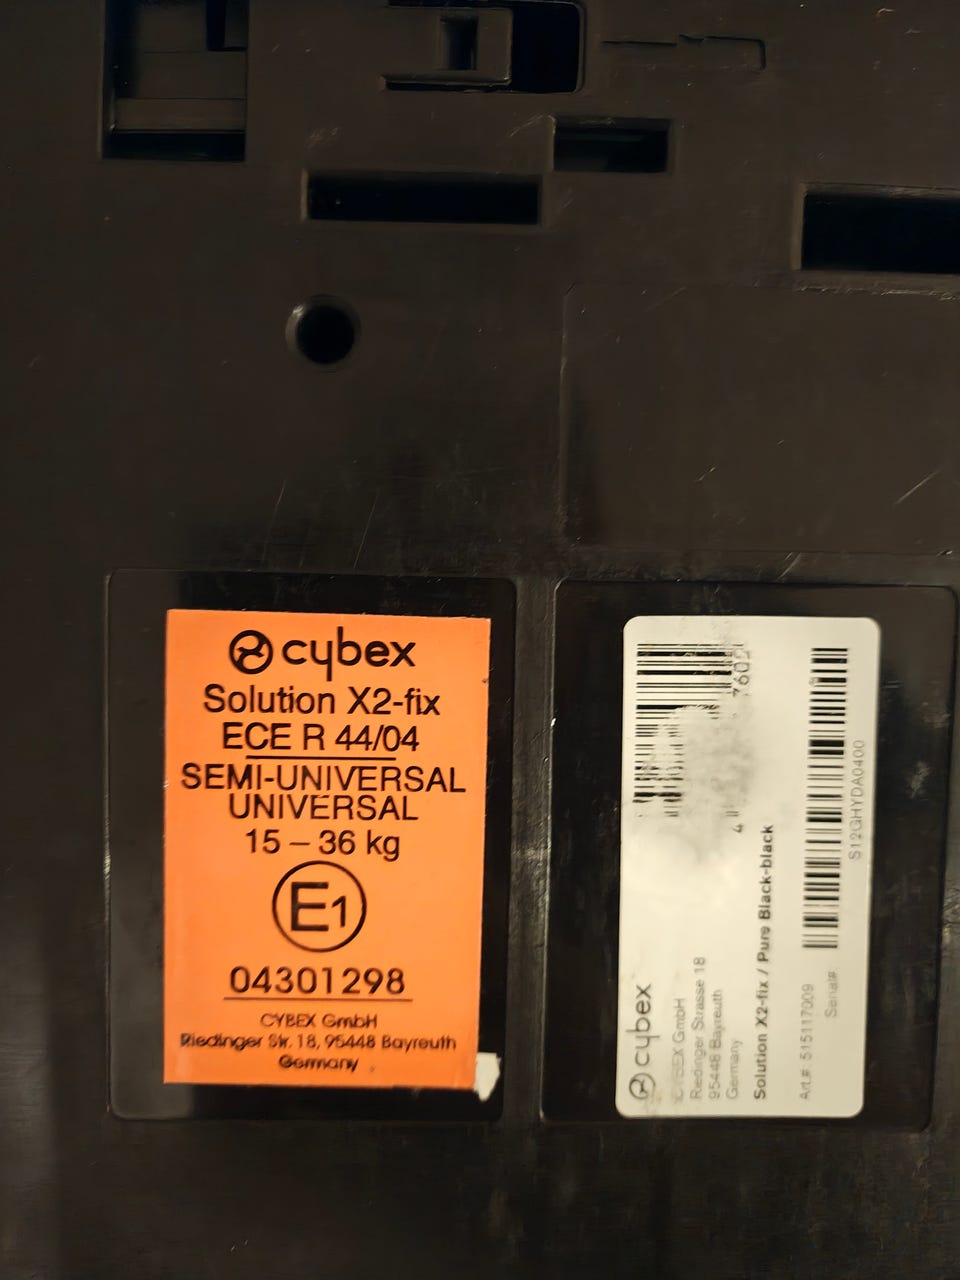 cybex
Solution X2-fix
ECE R 44/04
SEMI-UNIVERSAL
UNIVERSAL
15 – 36 kg
E1
04301298
CYBEX GmbH
Riedinger Str. 18, 95448 Bayreuth
Germany
cybex
CYBEX GmbH
Riedinger Strasse 18
95448 Bayreuth
Germany
4
Solution X2-fix / Pure Black-black
Art.#: 515117009
Serial#
S12GHYDA0400